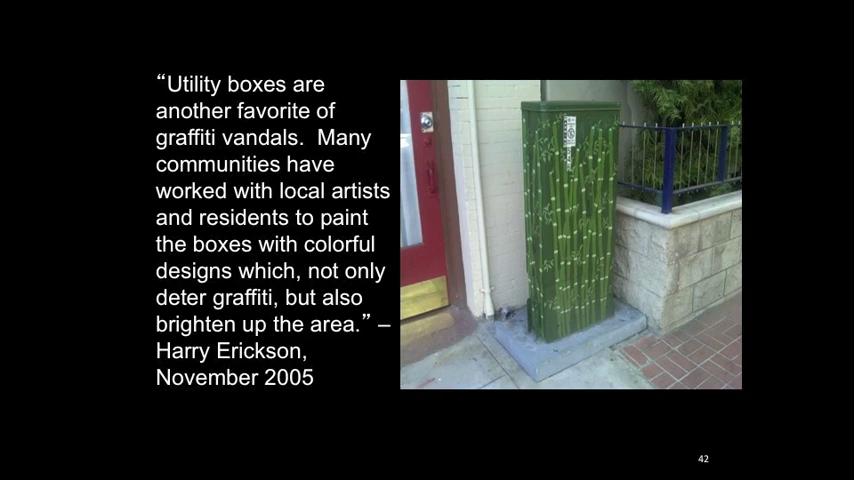 “Utility boxes are
another favorite of
graffiti vandals.  Many
communities have
worked with local artists
and residents to paint
the boxes with colorful
designs which, not only
deter graffiti, but also
brighten up the area.” –
Harry Erickson,
November 2005
42